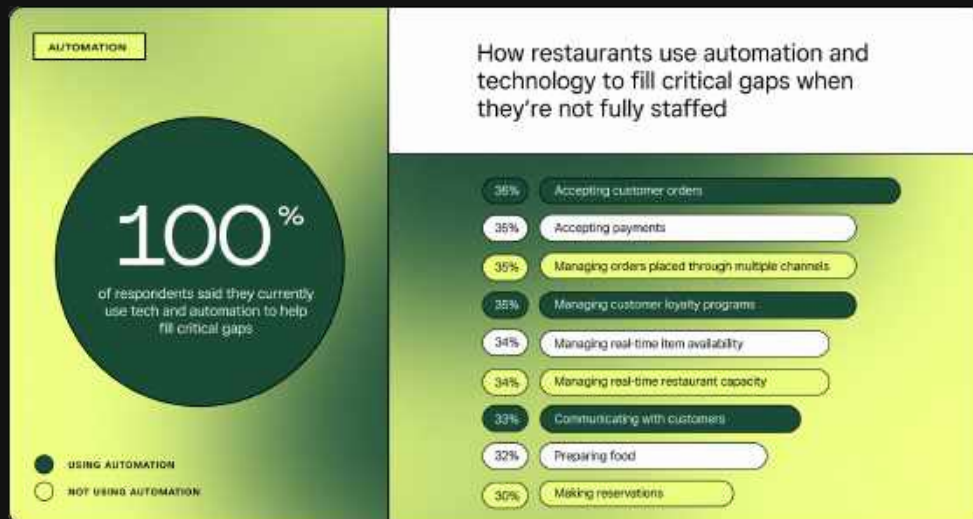 AUTOMATION
100%
of respondents said they currently
use tech and automation to help
fill critical gaps
USING AUTOMATION
NOT USING AUTOMATION
How restaurants use automation and
technology to fill critical gaps when
they're not fully staffed
36% Accepting customer orders
35% Accepting payments
35% Managing orders placed through multiple channels
35% Managing customer loyalty programs
34% Managing real-time item availability
34% Managing real-time restaurant capacity
33% Communicating with customers
32% Preparing food
30% Making reservations